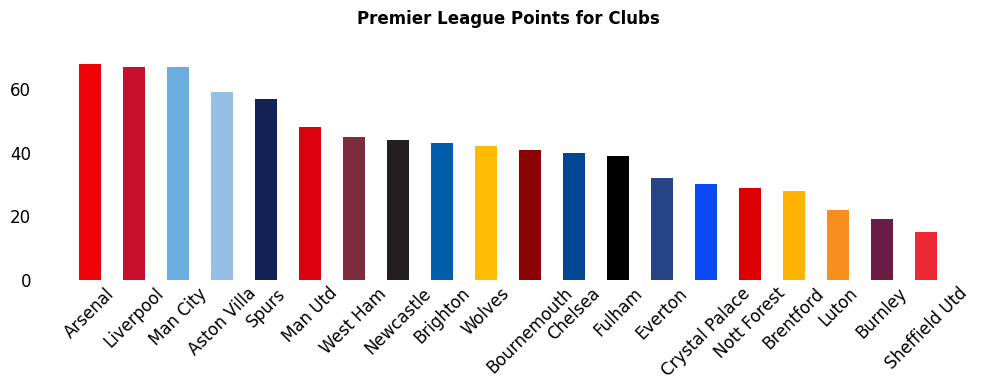 Premier League Points for Clubs
60
40
20
0
Arsenal
Liverpool
Man City
Aston Villa
Spurs
Man Utd
West Ham
Newcastle
Brighton
Wolves
Bournemouth
Chelsea
Fulham
Everton
Crystal Palace
Nott Forest
Brentford
Luton
Burnley
Sheffield Utd